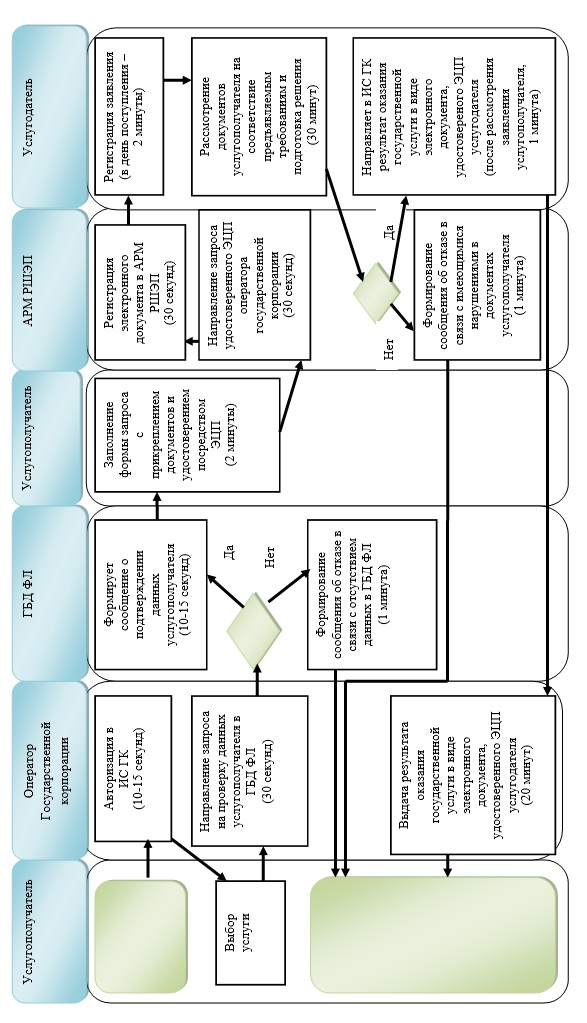 Услугополучатель
Оператор
Государственной
корпорации
ГБД ФЛ
Услугополучатель
АРМ РШЭП
Услугодатель
Авторизация в
ИС ГК
(10-15 секунд)
Выбор
услуги
Направление запроса
на проверку данных
услугополучателя в
ГБД ФЛ
(30 секунд)
Формирует
сообщение о
подтверждении
данных
услугополучателя
(10-15 секунд)
Да
Нет
Формирование
сообщения об отказе в
связи с отсутствием
данных в ГБД ФЛ
(1 минута)
Заполнение
формы запроса
с
прикреплением
документов и
удостоверением
посредством
ЭЦП
(2 минуты)
Направление запроса
удостоверенного ЭЦП
оператора
государственной
корпорации
(30 секунд)
Регистрация
электронного
документа в АРМ
РШЭП
(30 секунд)
Регистрация заявления
(в день поступления –
2 минуты)
Рассмотрение
документов
услугополучателя на
соответствие
предъявляемым
требованиям и
подготовка решения
(30 минут)
Да
Нет
Формирование
сообщения об отказе в
связи с имеющимися
нарушениями в
документах
услугополучателя
(1 минута)
Направляет в ИС ГК
результат оказания
государственной
услуги в виде
электронного
документа,
удостовереного ЭЦП
услугодателя
(после рассмотрения
заявления
услугополучателя,
1 минута)
Выдача результата
оказания
государственной
услуги в виде
электронного
документа,
удостоверенного ЭЦП
услугодателя
(20 минут)